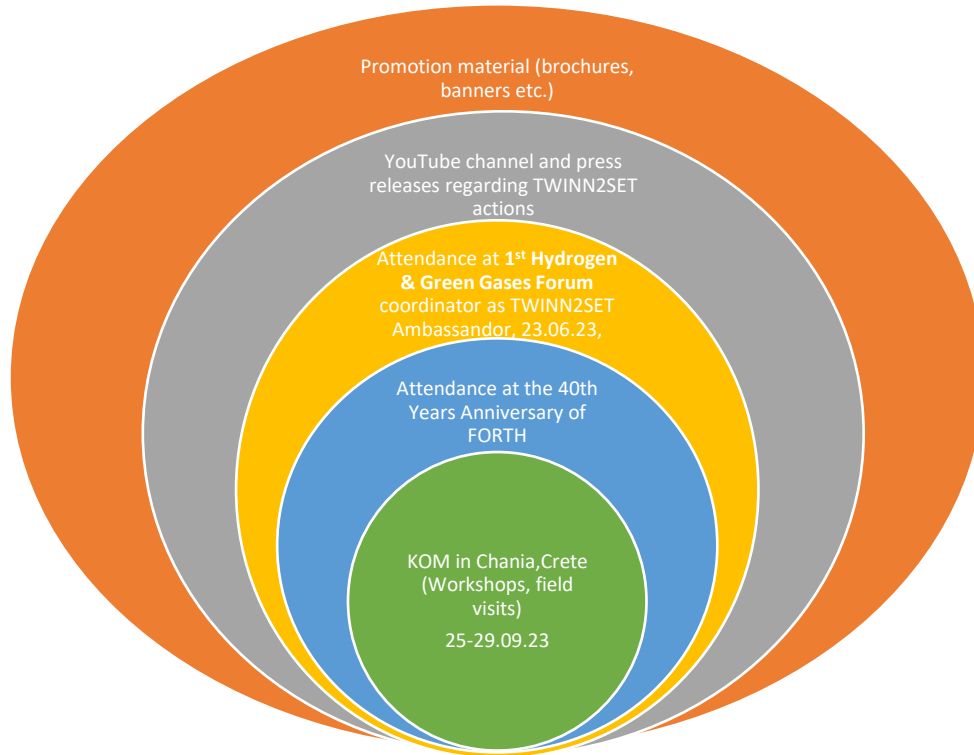 Promotion material (brochures,
banners etc.)
YouTube channel and press
releases regarding TWINN2SET
actions
Attendance at 1st Hydrogen
& Green Gases Forum
coordinator as TWINN2SET
Ambassandor, 23.06.23,
Attendance at the 40th
Years Anniversary of
FORTH
KOM in Chania,Crete
(Workshops, field
visits)
25-29.09.23